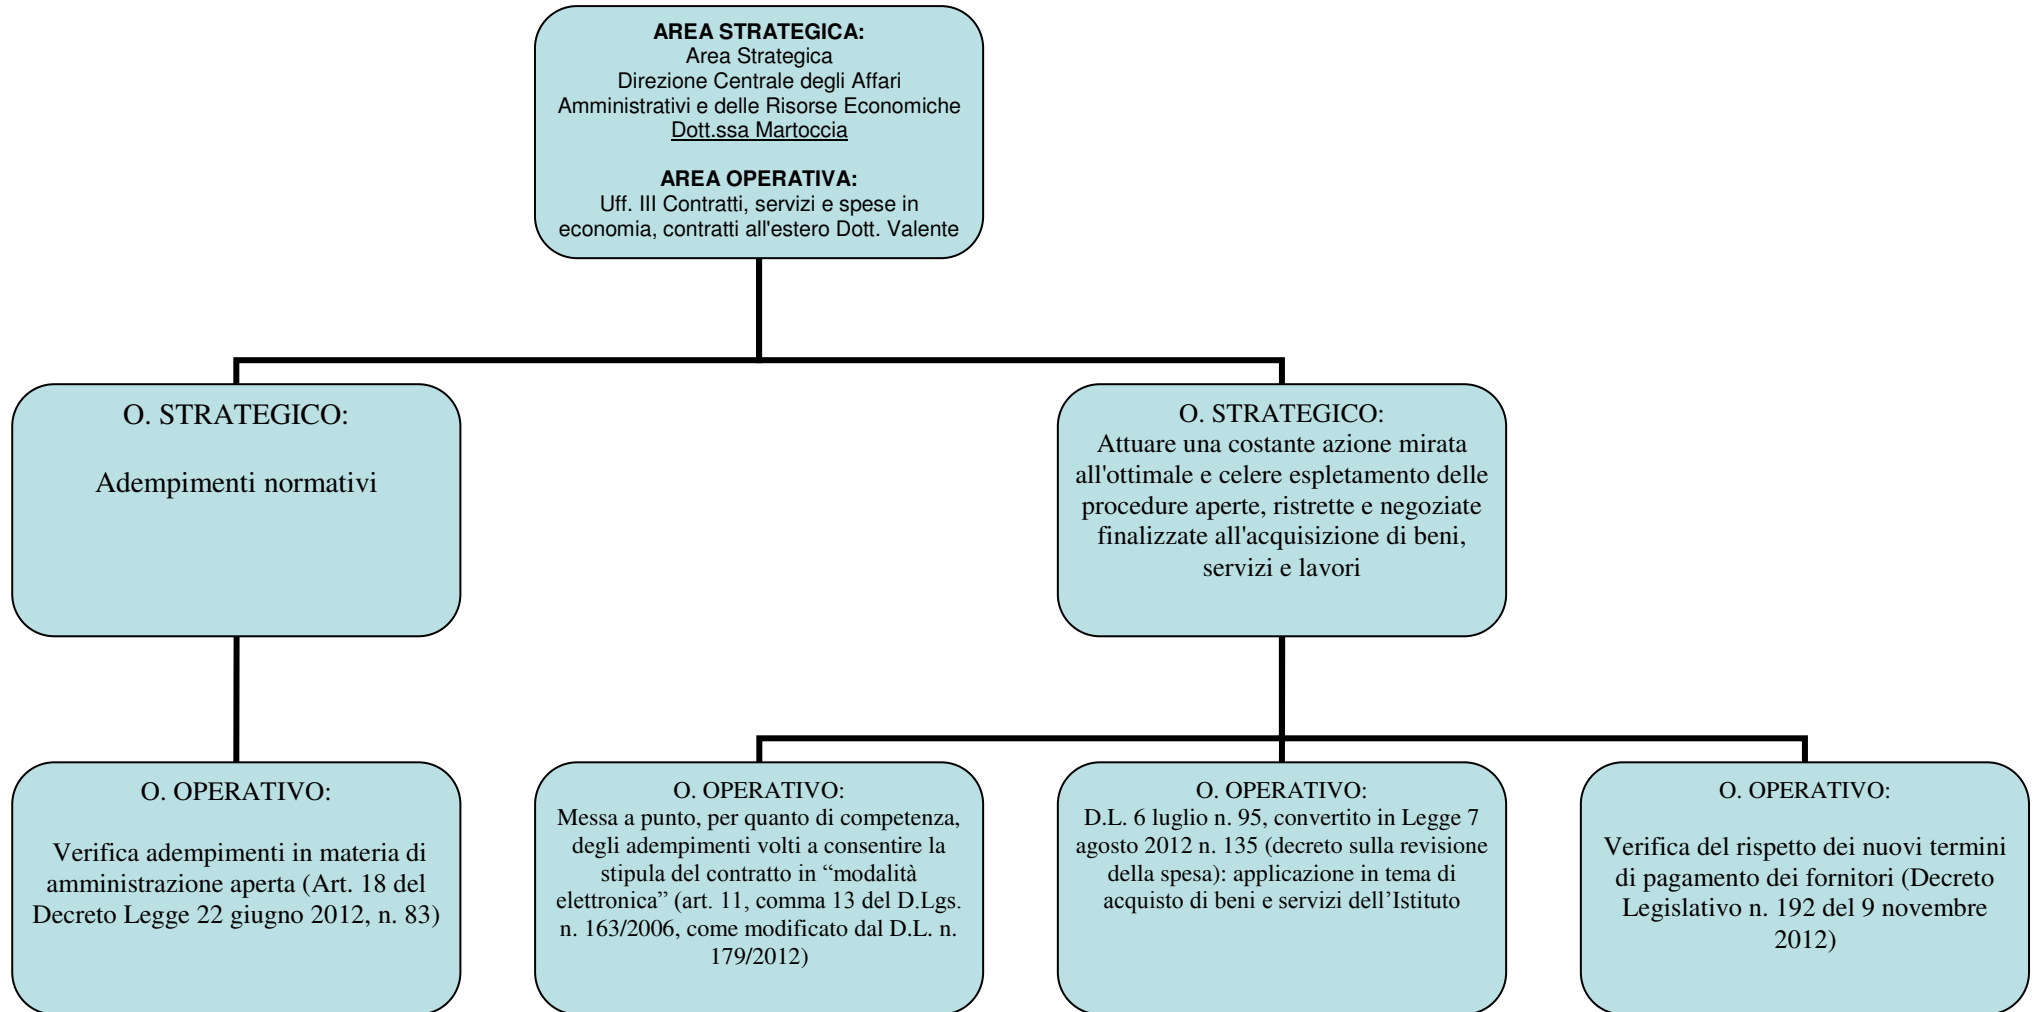 AREA STRATEGICA:
Area Strategica
Direzione Centrale degli Affari
Amministrativi e delle Risorse Economiche
Dott.ssa Martoccia
AREA OPERATIVA:
Uff. III Contratti, servizi e spese in
economia, contratti all'estero Dott. Valente
O. STRATEGICO:
Adempimenti normativi
O. STRATEGICO:
Attuare una costante azione mirata
all'ottimale e celere espletamento delle
procedure aperte, ristrette e negoziate
finalizzate all'acquisizione di beni,
servizi e lavori
O. OPERATIVO:
Verifica adempimenti in materia di
amministrazione aperta (Art. 18 del
Decreto Legge 22 giugno 2012, n. 83)
O. OPERATIVO:
Messa a punto, per quanto di competenza,
degli adempimenti volti a consentire la
stipula del contratto in “modalità
elettronica” (art. 11, comma 13 del D.Lgs.
n. 163/2006, come modificato dal D.L. n.
179/2012)
O. OPERATIVO:
D.L. 6 luglio n. 95, convertito in Legge 7
agosto 2012 n. 135 (decreto sulla revisione
della spesa): applicazione in tema di
acquisto di beni e servizi dell’Istituto
O. OPERATIVO:
Verifica del rispetto dei nuovi termini
di pagamento dei fornitori (Decreto
Legislativo n. 192 del 9 novembre
2012)